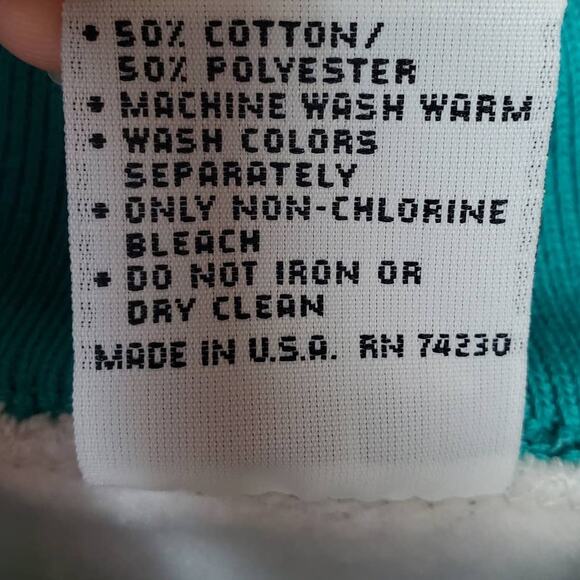 • 50% COTTON/
50% POLYESTER
• MACHINE WASH WARM
• WASH COLORS
SEPARATELY
• ONLY NON-CHLORINE
BLEACH
• DO NOT IRON OR
DRY CLEAN
MADE IN U.S.A. RN 74230